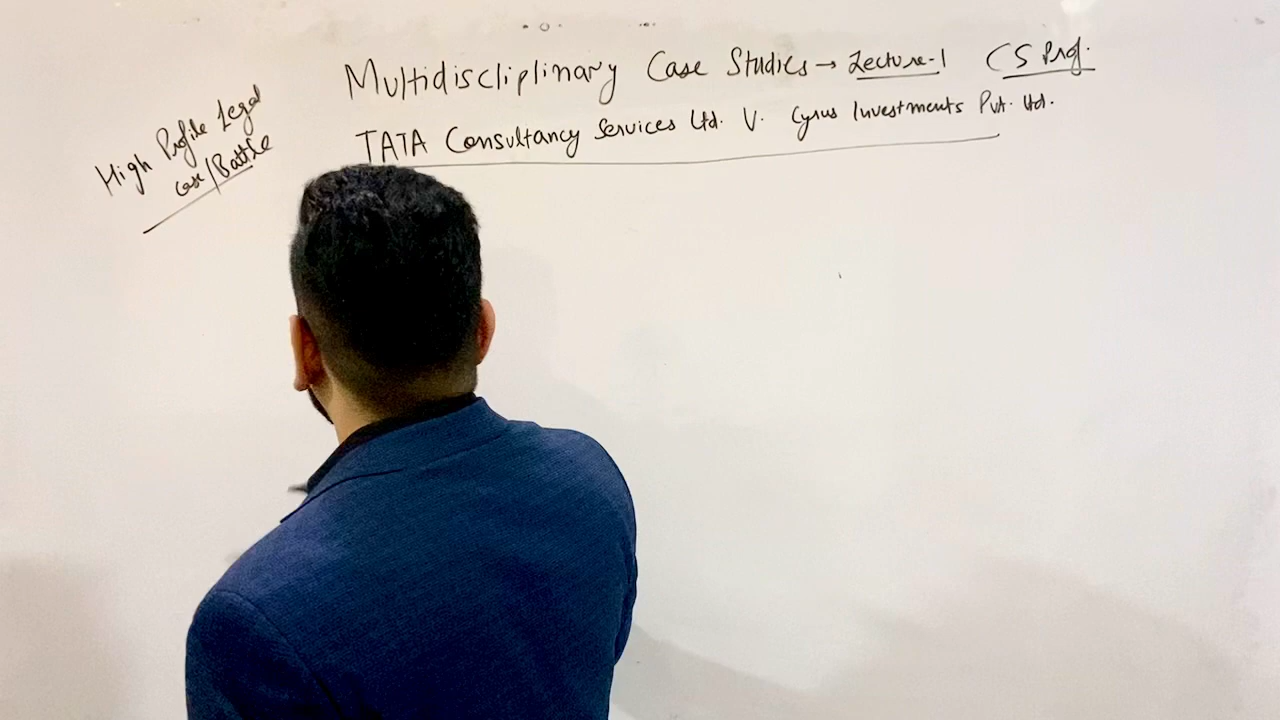 Multidiscliplinary Case Studies → Lecture-1 CS Prof.
TATA Consultancy Services Ltd. V. Cyrus Investments Pvt. Ltd.
High Profile Legal
Case/Battle